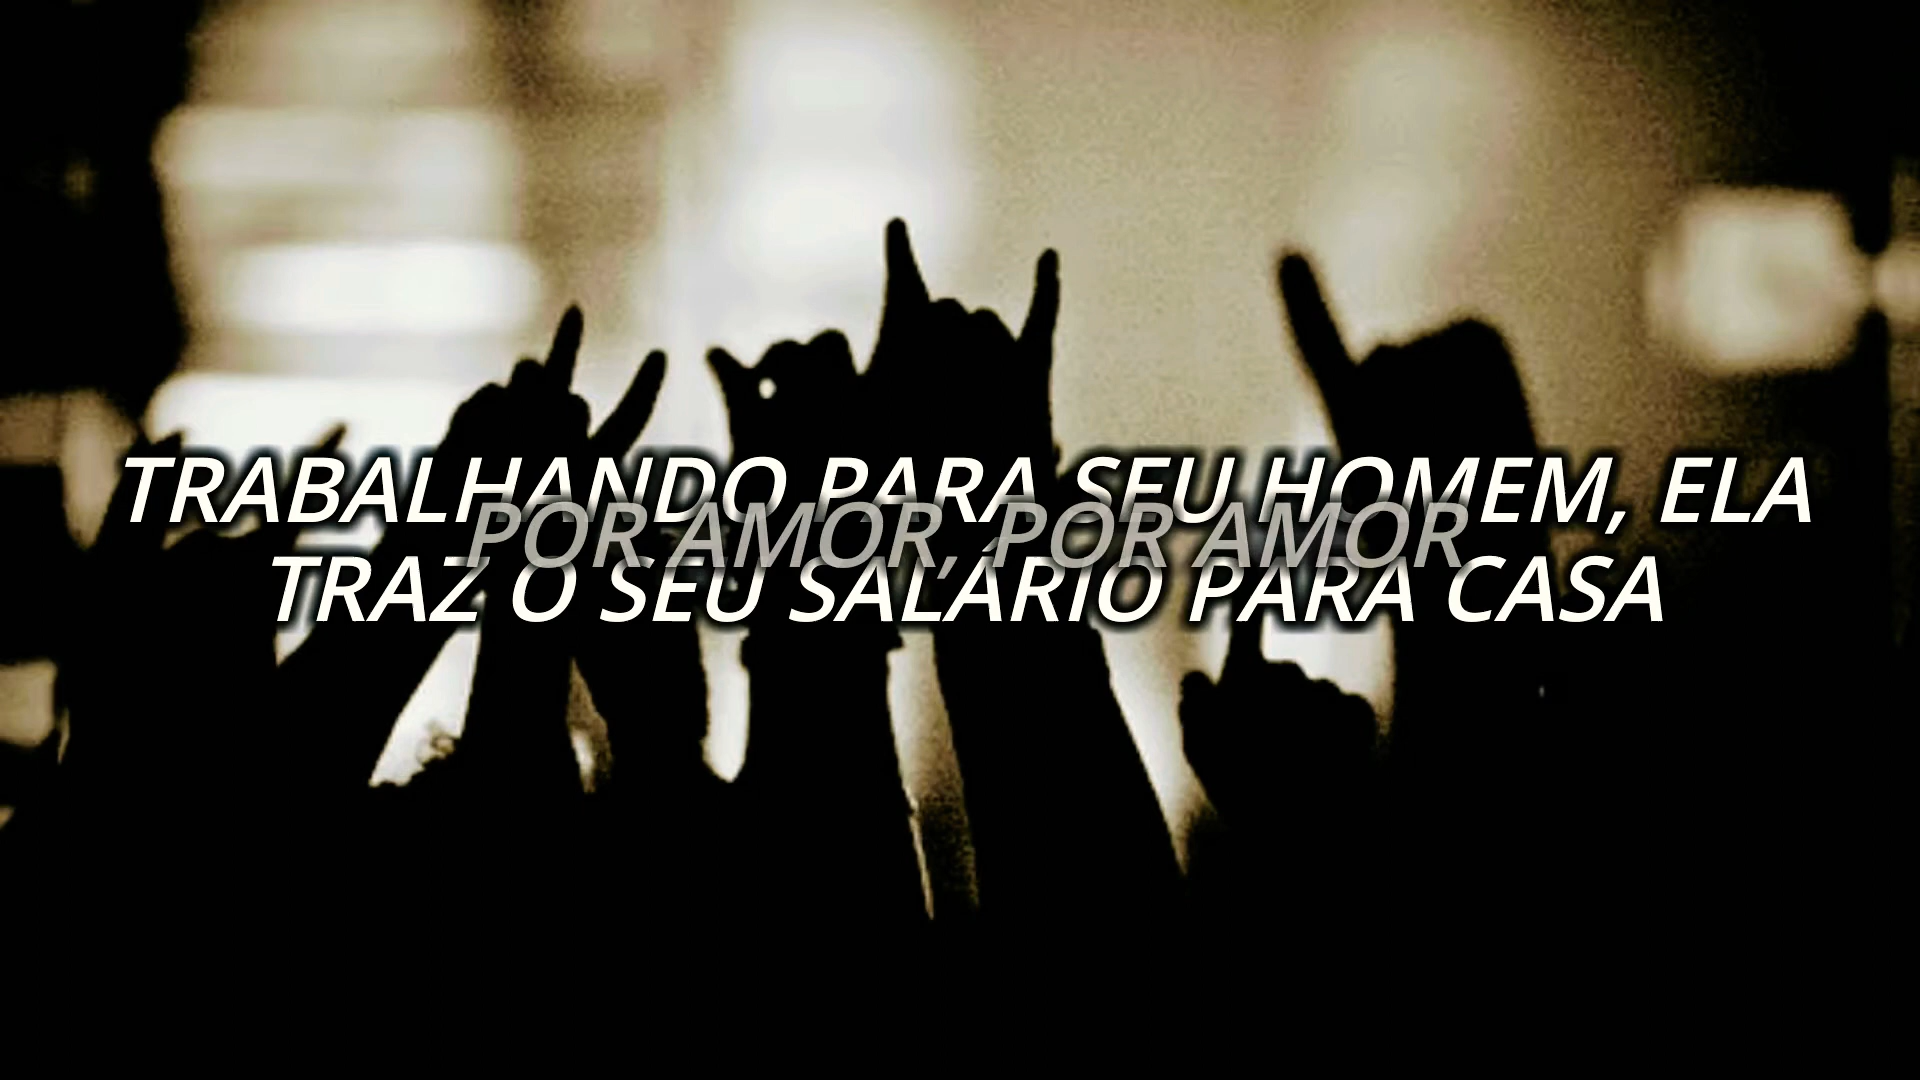 TRABALHANDO PARA SEU HOMEM, ELA
POR AMOR, POR AMOR
TRAZ O SEU SALÁRIO PARA CASA